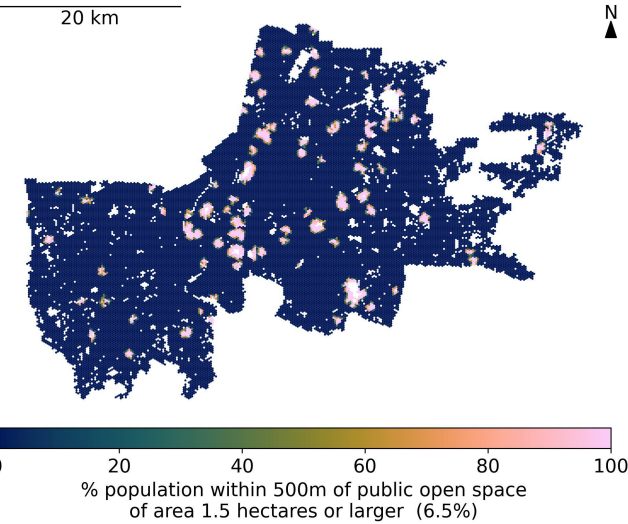 20 km
N
0 20 40 60 80 100
% population within 500m of public open space
of area 1.5 hectares or larger (6.5%)